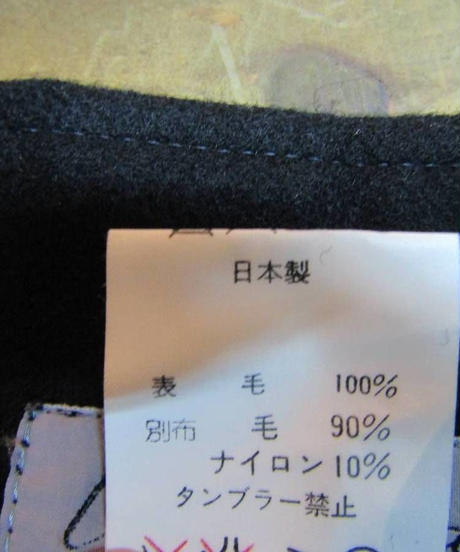 日本製
表 毛 100%
別布 毛 90%
ナイロン 10%
タンブラー禁止